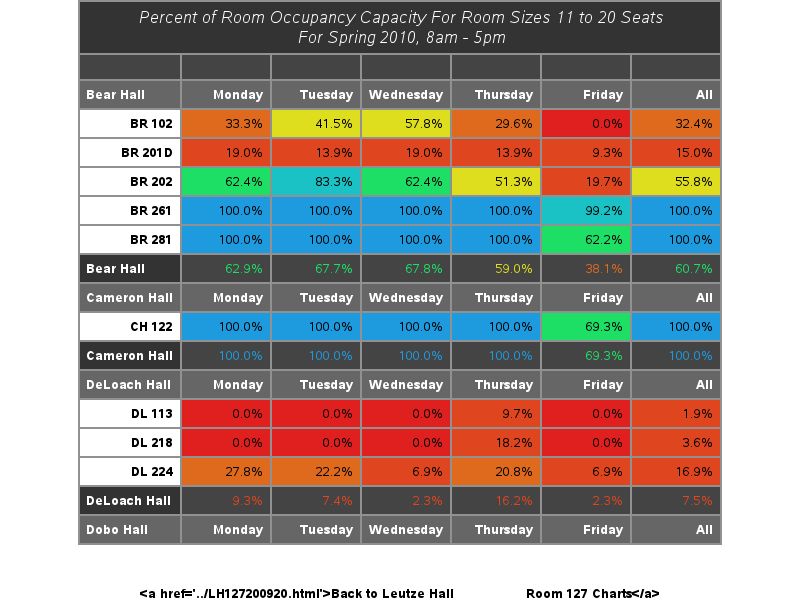 Percent of Room Occupancy Capacity For Room Sizes 11 to 20 Seats
For Spring 2010, 8am - 5pm
Bear Hall Monday Tuesday Wednesday Thursday Friday All
BR 102 33.3% 41.5% 57.8% 29.6% 0.0% 32.4%
BR 201D 19.0% 13.9% 19.0% 13.9% 9.3% 15.0%
BR 202 62.4% 83.3% 62.4% 51.3% 19.7% 55.8%
BR 261 100.0% 100.0% 100.0% 100.0% 99.2% 100.0%
BR 281 100.0% 100.0% 100.0% 100.0% 62.2% 100.0%
Bear Hall 62.9% 67.7% 67.8% 59.0% 38.1% 60.7%
Cameron Hall Monday Tuesday Wednesday Thursday Friday All
CH 122 100.0% 100.0% 100.0% 100.0% 69.3% 100.0%
Cameron Hall 100.0% 100.0% 100.0% 100.0% 69.3% 100.0%
DeLoach Hall Monday Tuesday Wednesday Thursday Friday All
DL 113 0.0% 0.0% 0.0% 9.7% 0.0% 1.9%
DL 218 0.0% 0.0% 0.0% 18.2% 0.0% 3.6%
DL 224 27.8% 22.2% 6.9% 20.8% 6.9% 16.9%
DeLoach Hall 9.3% 7.4% 2.3% 16.2% 2.3% 7.5%
Dobo Hall Monday Tuesday Wednesday Thursday Friday All
&lt;a href='../LH127200920.html'&gt;Back to Leutze Hall Room 127 Charts&lt;/a&gt;